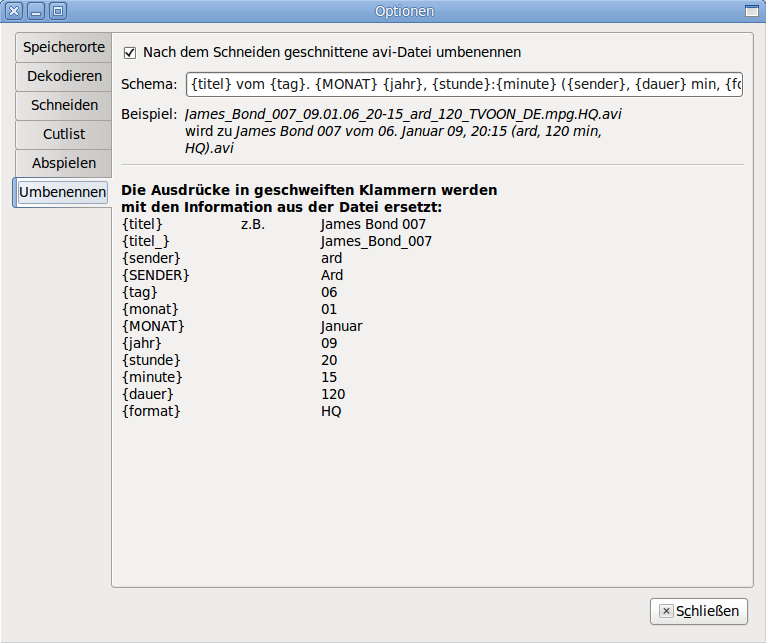 Optionen
Speicherorte
Dekodieren
Schneiden
Cutlist
Abspielen
Umbenennen
Nach dem Schneiden geschnittene avi-Datei umbenennen
Schema: {titel} vom {tag}. {MONAT} {jahr}, {stunde}:{minute} ({sender}, {dauer} min, {fo
Beispiel: James_Bond_007_09.01.06_20-15_ard_120_TVOON_DE.mpg.HQ.avi
wird zu James Bond 007 vom 06. Januar 09, 20:15 (ard, 120 min,
HQ).avi
Die Ausdrücke in geschweiften Klammern werden
mit den Information aus der Datei ersetzt:
{titel} z.B. James Bond 007
{titel_} James_Bond_007
{sender} ard
{SENDER} Ard
{tag} 06
{monat} 01
{MONAT} Januar
{jahr} 09
{stunde} 20
{minute} 15
{dauer} 120
{format} HQ
Schließen